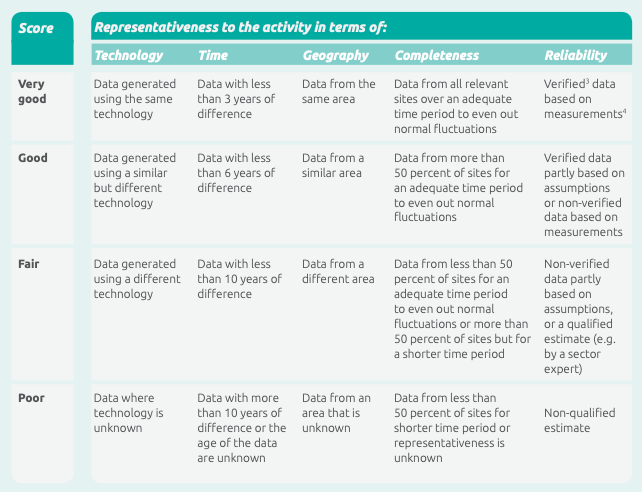 Score
Representativeness to the activity in terms of:
Technology
Time
Geography
Completeness
Reliability
Very
good
Data generated
using the same
technology
Data with less
than 3 years of
difference
Data from the
same area
Data from all relevant
sites over an adequate
time period to even out
normal fluctuations
Verified³ data
based on
measurements⁴
Good
Data generated
using a similar
but different
technology
Data with less
than 6 years of
difference
Data from a
similar area
Data from more than
50 percent of sites for
an adequate time period
to even out normal
fluctuations
Verified data
partly based on
assumptions
or non-verified
data based on
measurements
Fair
Data generated
using a different
technology
Data with less
than 10 years of
difference
Data from a
different area
Data from less than 50
percent of sites for an
adequate time period
to even out normal
fluctuations or more than
50 percent of sites but for
a shorter time period
Non-verified
data partly
based on
assumptions,
or a qualified
estimate (e.g.
by a sector
expert)
Poor
Data where
technology is
unknown
Data with more
than 10 years of
difference or the
age of the data
are unknown
Data from an
area that is
unknown
Data from less than
50 percent of sites for
shorter time period or
representativeness is
unknown
Non-qualified
estimate